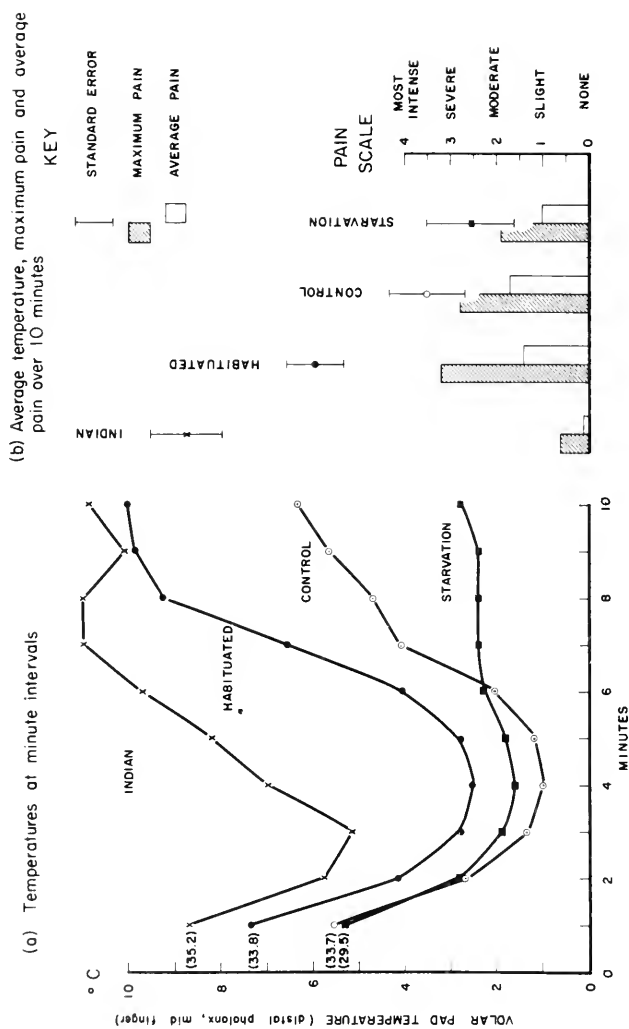 (a) Temperatures at minute intervals
VOLAR PAD TEMPERATURE (distal phalanx, mid finger)
°C
10
8
6
4
2
0
(35.2)
(33.8)
(33.7)
(29.5)
INDIAN
HABITUATED
CONTROL
STARVATION
0
2
4
6
8
10
MINUTES
(b) Average temperature, maximum pain and average
pain over 10 minutes
KEY
STANDARD ERROR
MAXIMUM PAIN
AVERAGE PAIN
INDIAN
HABITUATED
CONTROL
STARVATION
PAIN
SCALE
4 MOST
INTENSE
3 SEVERE
2 MODERATE
1 SLIGHT
0 NONE